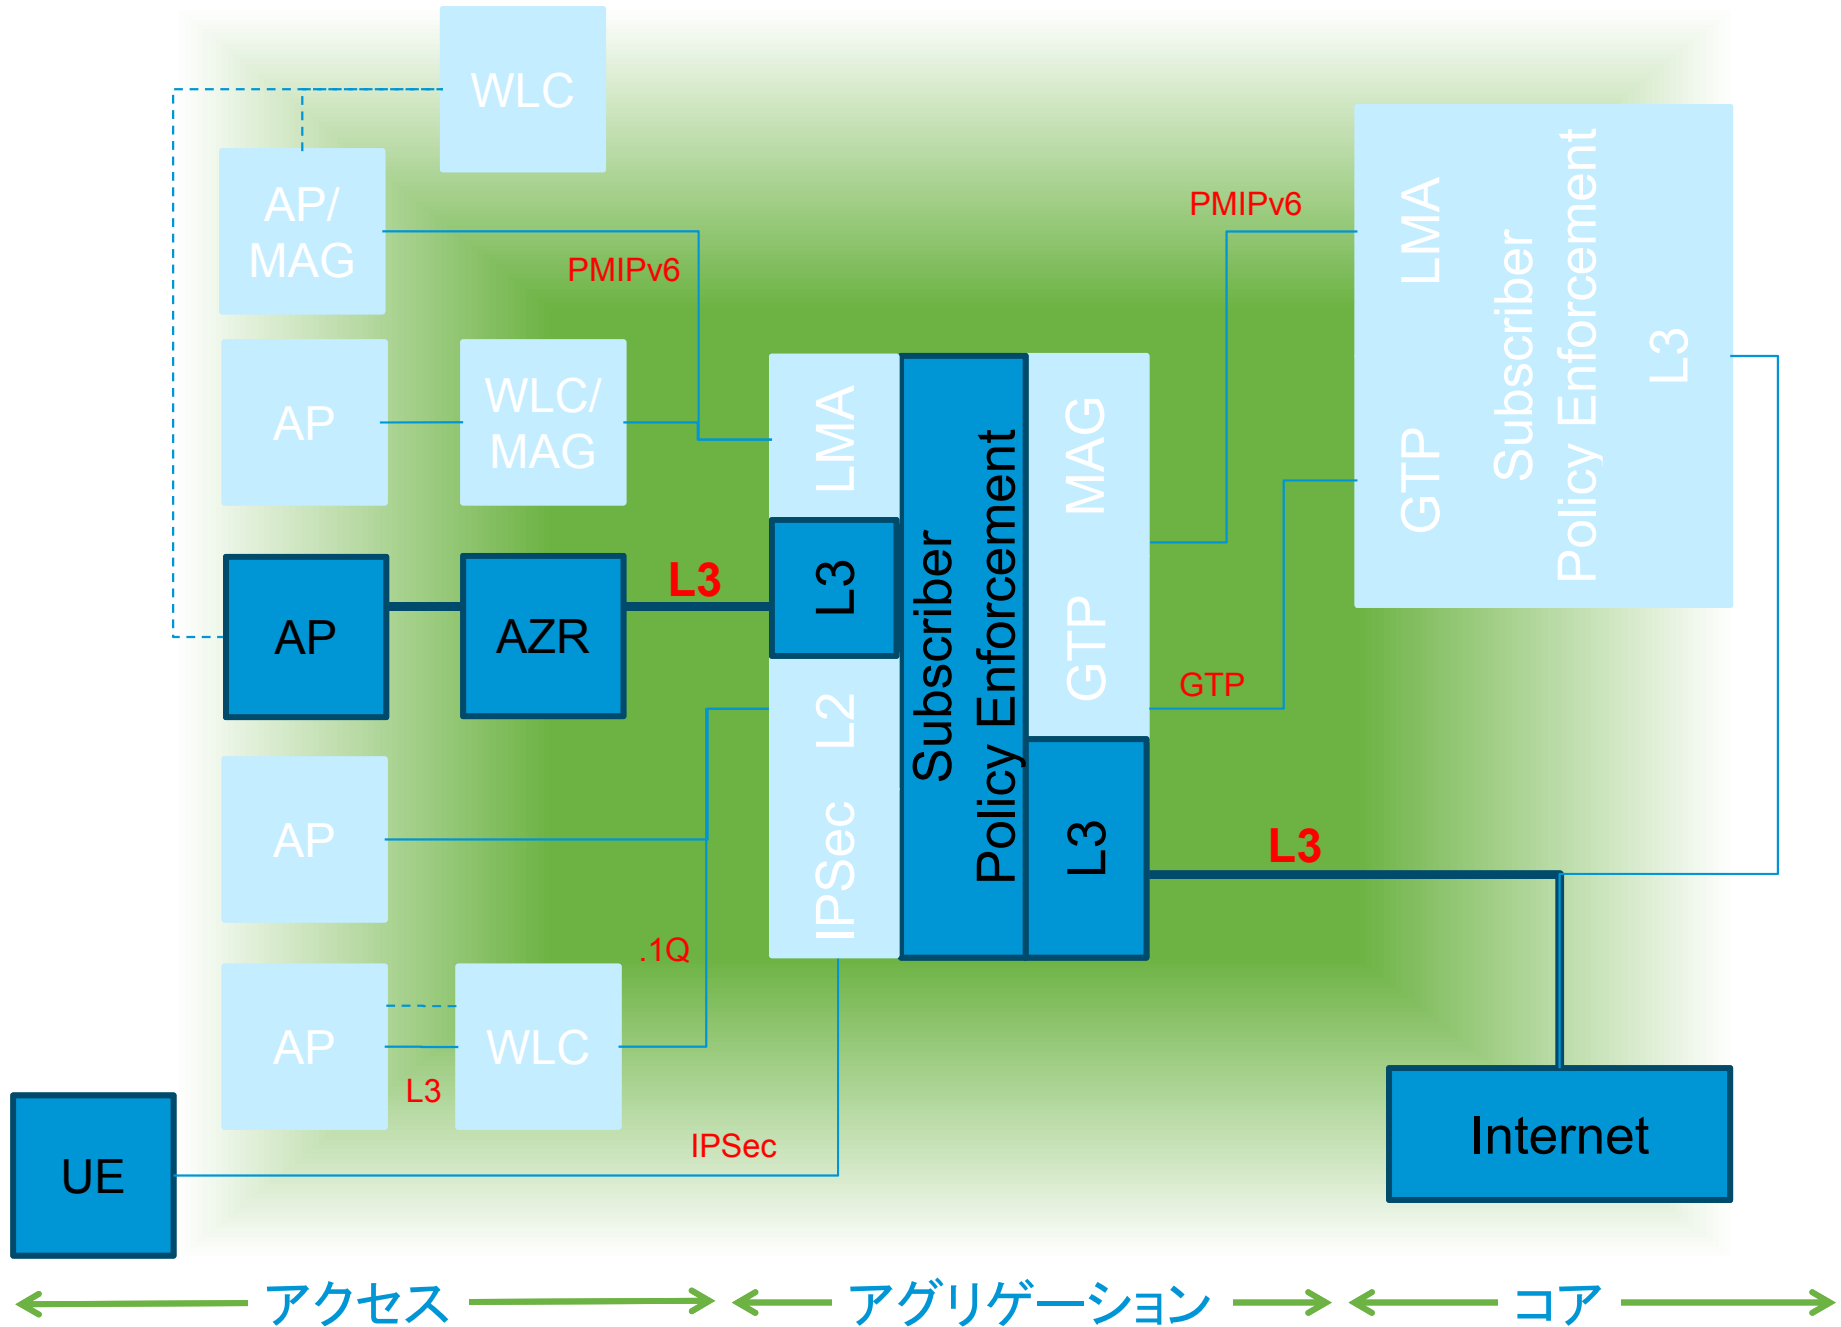 WLC
AP/
MAG
PMIPv6
AP
WLC/
MAG
AP
AZR
L3
AP
.1Q
AP
WLC
L3
UE
IPSec
LMA
L3
L2
IPSec
Subscriber
Policy Enforcement
MAG
GTP
L3
PMIPv6
GTP
L3
LMA
GTP
Subscriber
Policy Enforcement
L3
Internet
アクセス
アグリゲーション
コア